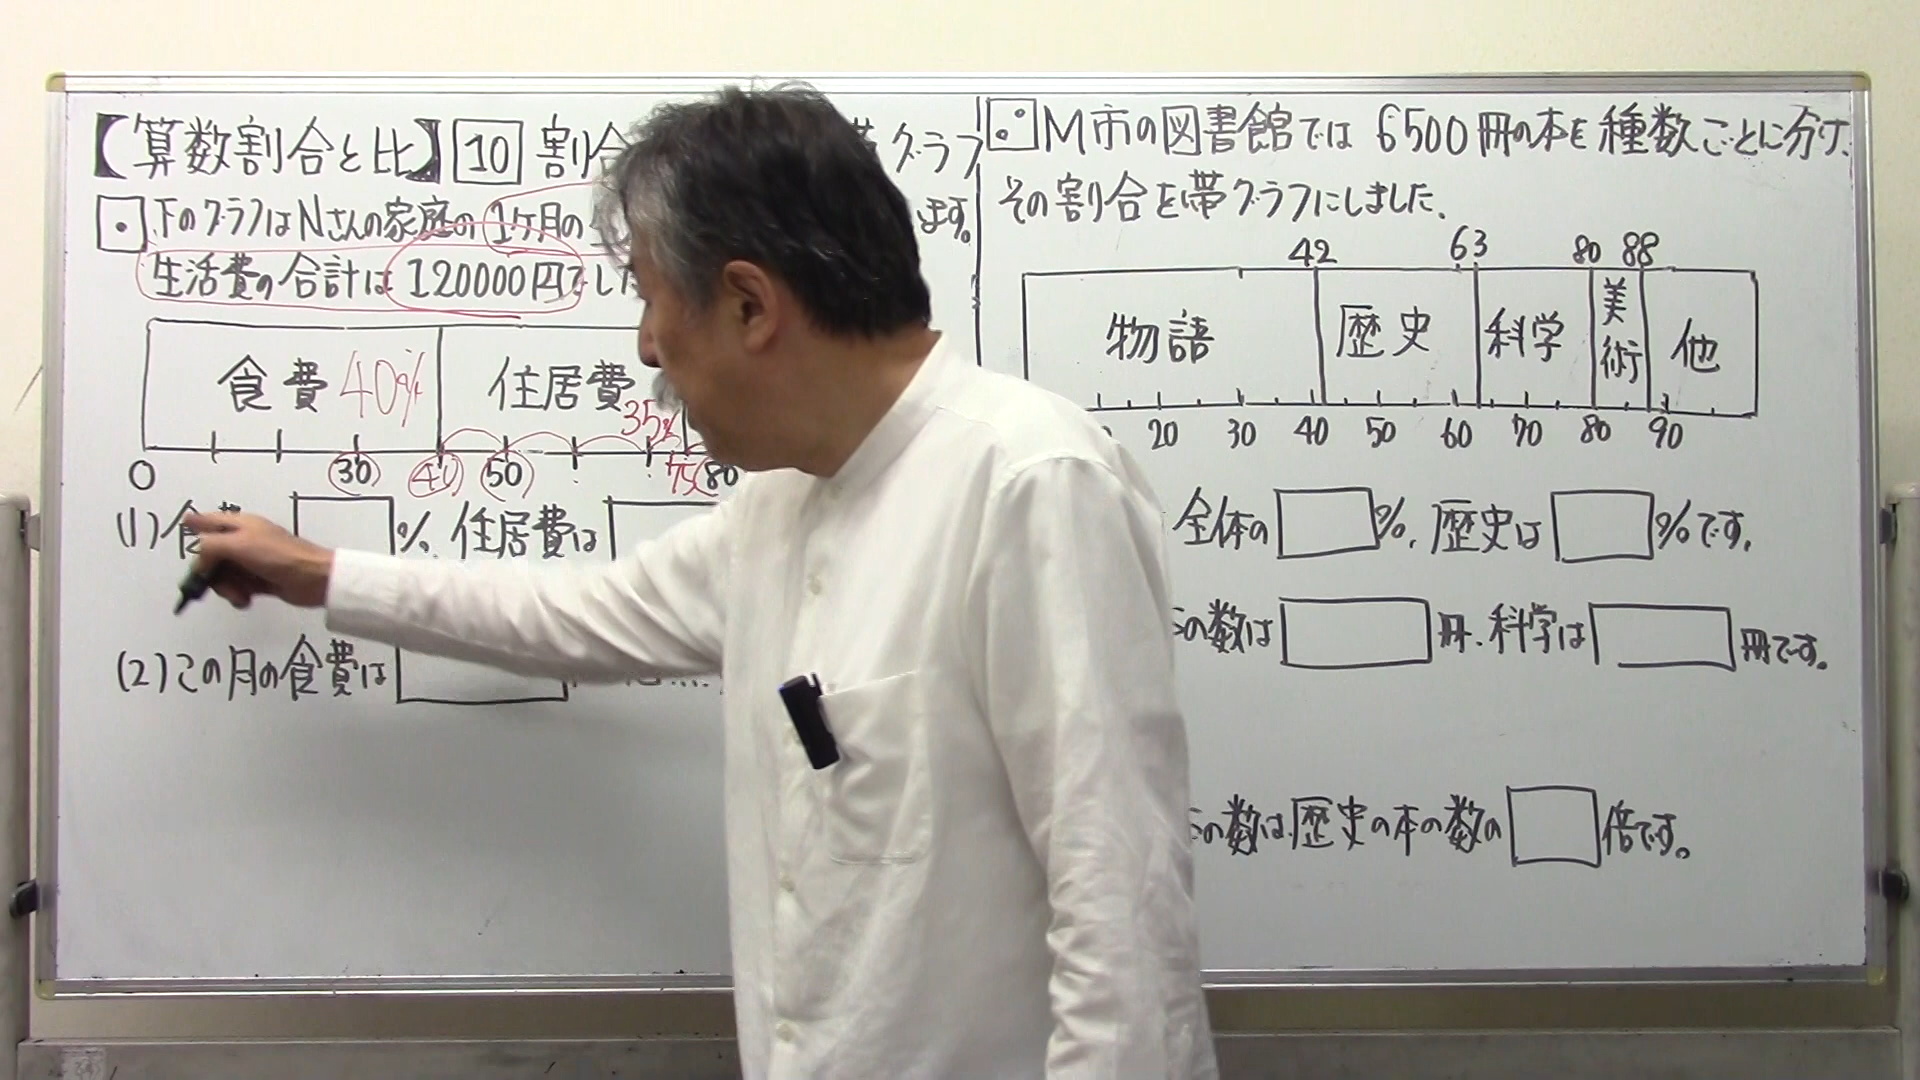 【算数割合と比】10 割合
帯グラフ
下のグラフはNさんの家庭の1ヶ月の
ます。
生活費の合計は120000円でした
食費 40%
住居費 35%
0 30 40 50 75 80
(1) 食費 %. 住居費は
(2) この月の食費は
M市の図書館では6500冊の本を種数ごとに分け、
その割合を帯グラフにしました.
42 63 80 88
物語 歴史 科学 美術 他
20 30 40 50 60 70 80 90
全体の %. 歴史は %です.
の数は 冊. 科学は 冊です。
の数は歴史の本の数の 倍です。